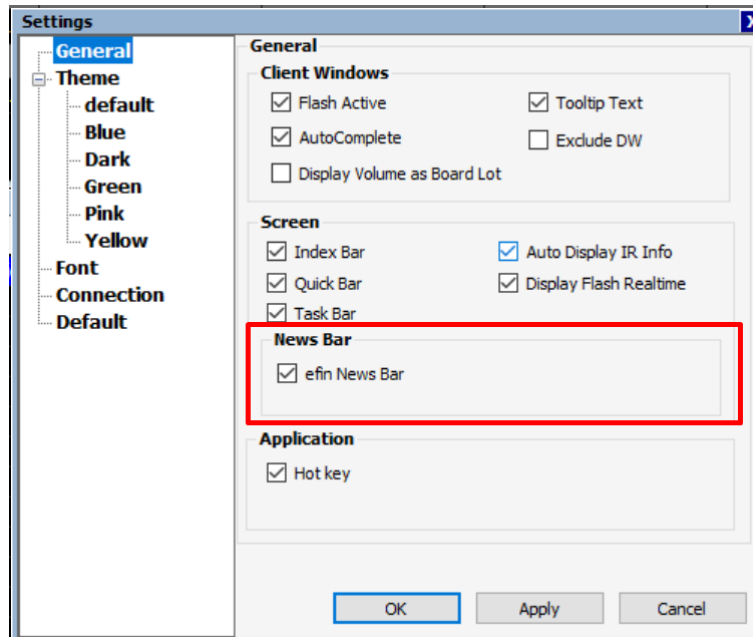 Settings
General
Theme
default
Blue
Dark
Green
Pink
Yellow
Font
Connection
Default
General
Client Windows
Flash Active
Tooltip Text
AutoComplete
Exclude DW
Display Volume as Board Lot
Screen
Index Bar
Auto Display IR Info
Quick Bar
Display Flash Realtime
Task Bar
News Bar
efin News Bar
Application
Hot key
OK
Apply
Cancel